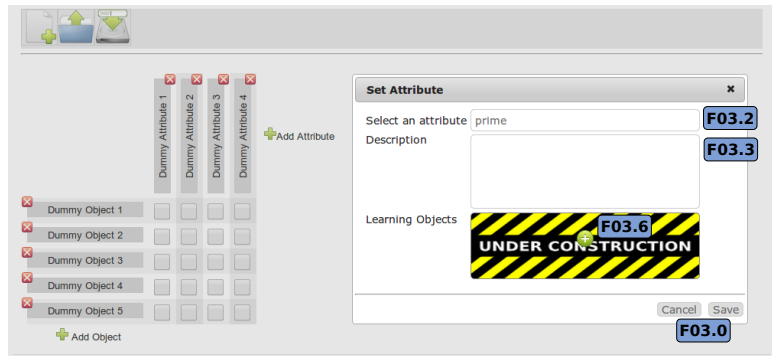 Dummy Attribute 1
Dummy Attribute 2
Dummy Attribute 3
Dummy Attribute 4
Add Attribute
Dummy Object 1
Dummy Object 2
Dummy Object 3
Dummy Object 4
Dummy Object 5
Add Object
Set Attribute
Select an attribute prime F03.2
Description F03.3
Learning Objects F03.6
UNDER CONSTRUCTION
Cancel Save
F03.0